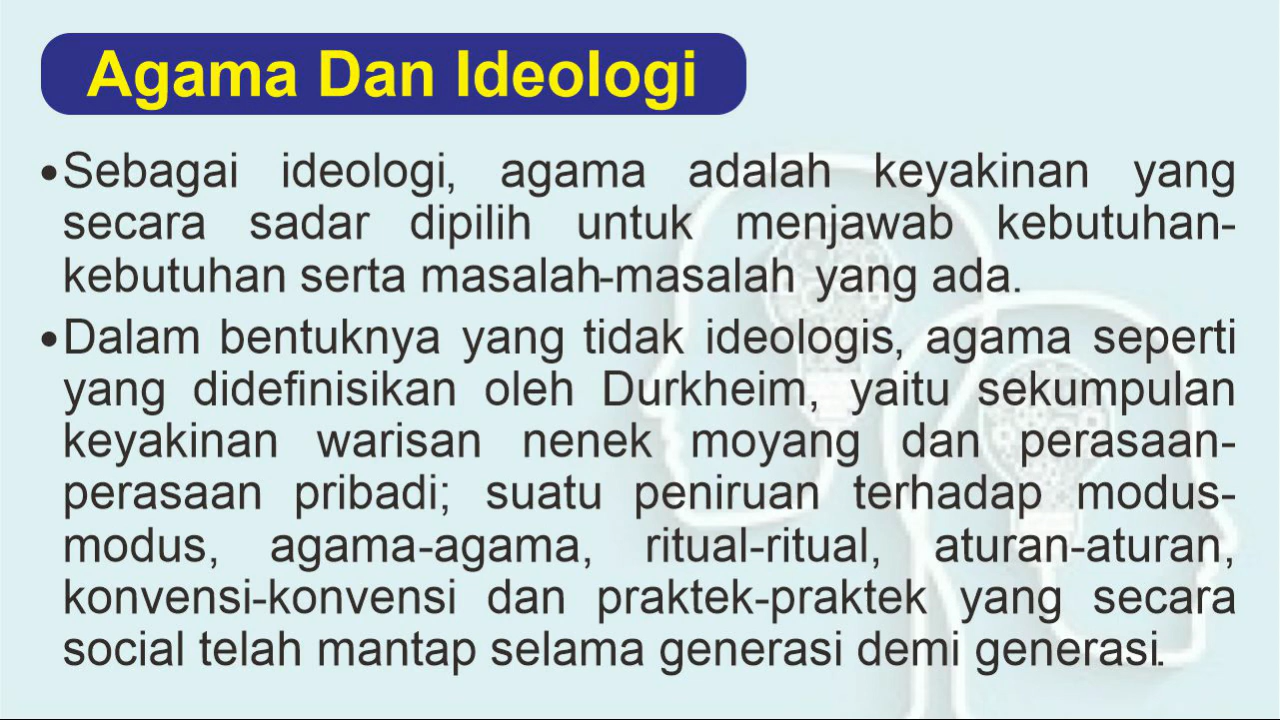 Agama Dan Ideologi
•Sebagai ideologi, agama adalah keyakinan yang
secara sadar dipilih untuk menjawab kebutuhan-
kebutuhan serta masalah-masalah yang ada.
•Dalam bentuknya yang tidak ideologis, agama seperti
yang didefinisikan oleh Durkheim, yaitu sekumpulan
keyakinan warisan nenek moyang dan perasaan-
perasaan pribadi; suatu peniruan terhadap modus-
modus, agama-agama, ritual-ritual, aturan-aturan,
konvensi-konvensi dan praktek-praktek yang secara
social telah mantap selama generasi demi generasi.